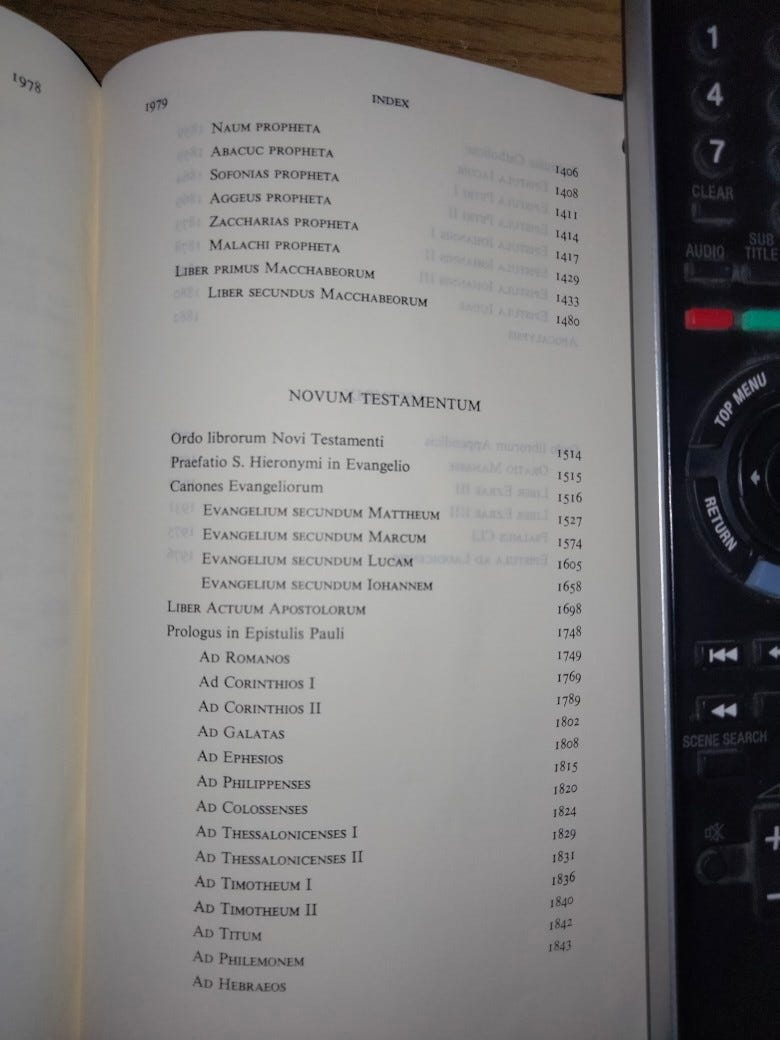 1978
1979 INDEX
NAUM PROPHETA 1406
ABACUC PROPHETA 1408
SOFONIAS PROPHETA 1411
AGGEUS PROPHETA 1414
ZACCHARIAS PROPHETA 1417
MALACHI PROPHETA 1429
LIBER PRIMUS MACCHABEORUM 1433
LIBER SECUNDUS MACCHABEORUM 1480
NOVUM TESTAMENTUM
Ordo librorum Novi Testamenti 1514
Praefatio S. Hieronymi in Evangelio 1515
Canones Evangeliorum 1516
EVANGELIUM SECUNDUM MATTHEUM 1527
EVANGELIUM SECUNDUM MARCUM 1574
EVANGELIUM SECUNDUM LUCAM 1605
EVANGELIUM SECUNDUM IOHANNEM 1658
LIBER ACTUUM APOSTOLORUM 1698
Prologus in Epistulis Pauli 1748
AD ROMANOS 1749
Ad CORINTHIOS I 1769
AD CORINTHIOS II 1789
AD GALATAS 1802
AD EPHESIOS 1808
AD PHILIPPENSES 1815
AD COLOSSENSES 1820
AD THESSALONICENSES I 1824
AD THESSALONICENSES II 1829
AD TIMOTHEUM I 1831
AD TIMOTHEUM II 1836
AD TITUM 1840
AD PHILEMONEM 1842
AD HEBRAEOS 1843
1
4
7
CLEAR
AUDIO
SUB TITLE
TOP MENU
RETURN
SCENE SEARCH
+